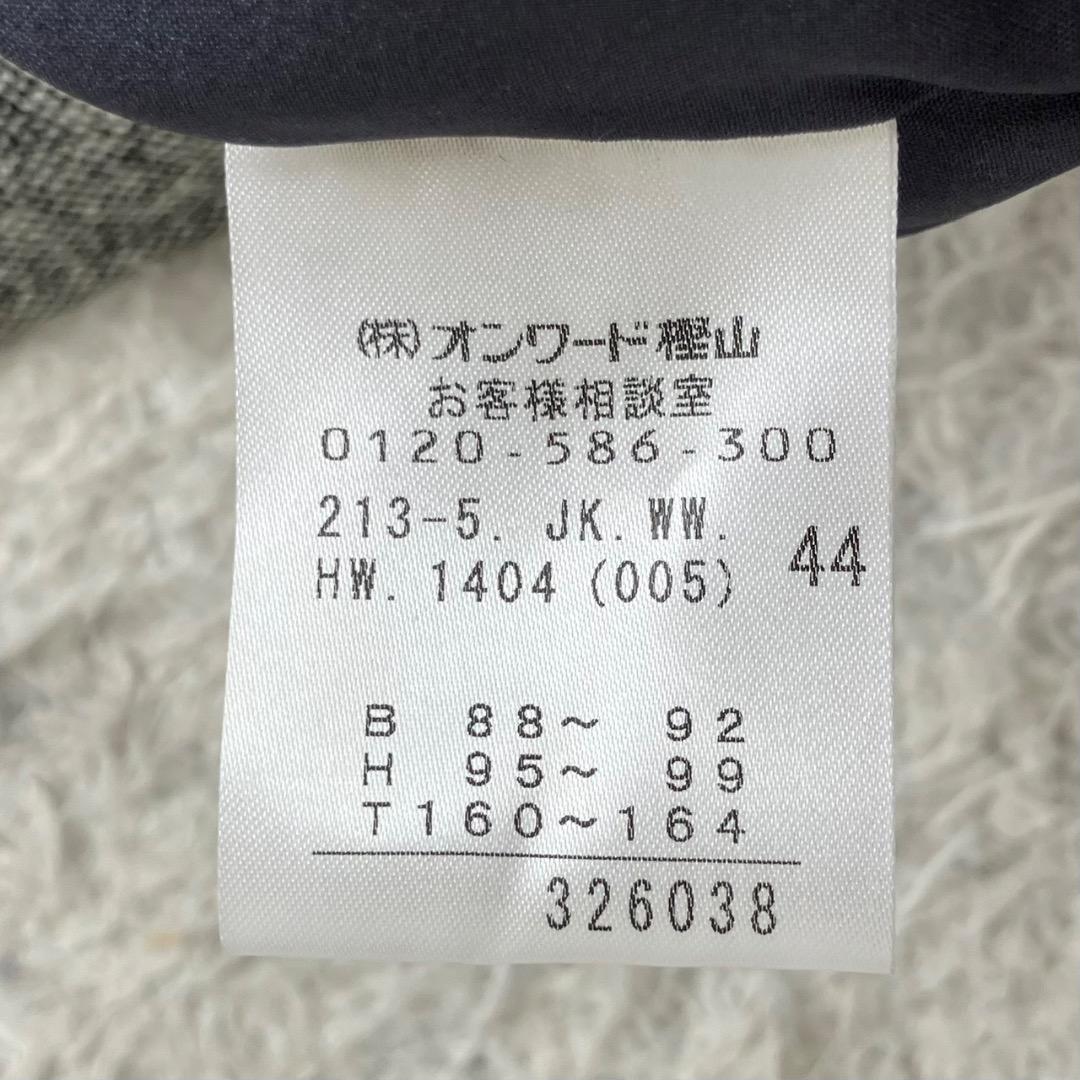 (株)オンワード樫山
お客様相談室
0120-586-300
213-5. JK. WW.
HW. 1404 (005) 44
B 88〜 92
H 95〜 99
T160〜164
326038